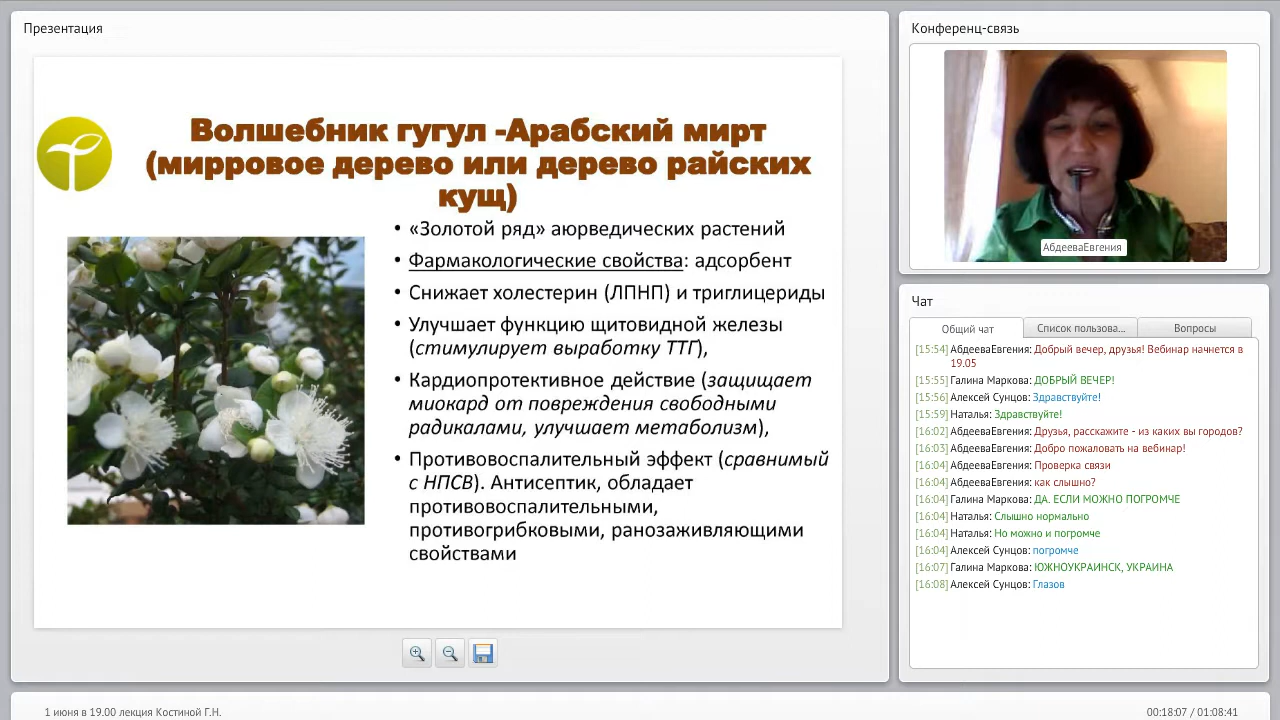 Презентация
Волшебник гугул -Арабский мирт
(мирровое дерево или дерево райских
кущ)
• «Золотой ряд» аюрведических растений
• Фармакологические свойства: адсорбент
• Снижает холестерин (ЛПНП) и триглицериды
• Улучшает функцию щитовидной железы
(стимулирует выработку ТТГ),
• Кардиопротективное действие (защищает
миокард от повреждения свободными
радикалами, улучшает метаболизм),
• Противовоспалительный эффект (сравнимый
с НПСВ). Антисептик, обладает
противовоспалительными,
противогрибковыми, ранозаживляющими
свойствами
Конференц-связь
АбдееваЕвгения
Чат
Общий чат
Список пользова...
Вопросы
[15:54] АбдееваЕвгения: Добрый вечер, друзья! Вебинар начнется в
19.05
[15:55] Галина Маркова: ДОБРЫЙ ВЕЧЕР!
[15:56] Алексей Сунцов: Здравствуйте!
[15:59] Наталья: Здравствуйте!
[16:02] АбдееваЕвгения: Друзья, расскажите - из каких вы городов?
[16:03] АбдееваЕвгения: Добро пожаловать на вебинар!
[16:04] АбдееваЕвгения: Проверка связи
[16:04] АбдееваЕвгения: как слышно?
[16:04] Галина Маркова: ДА. ЕСЛИ МОЖНО ПОГРОМЧЕ
[16:04] Наталья: Слышно нормально
[16:04] Наталья: Но можно и погромче
[16:04] Алексей Сунцов: погромче
[16:07] Галина Маркова: ЮЖНОУКРАИНСК, УКРАИНА
[16:08] Алексей Сунцов: Глазов
1 июня в 19.00 лекция Костиной Г.Н.
00:18:07 / 01:08:41